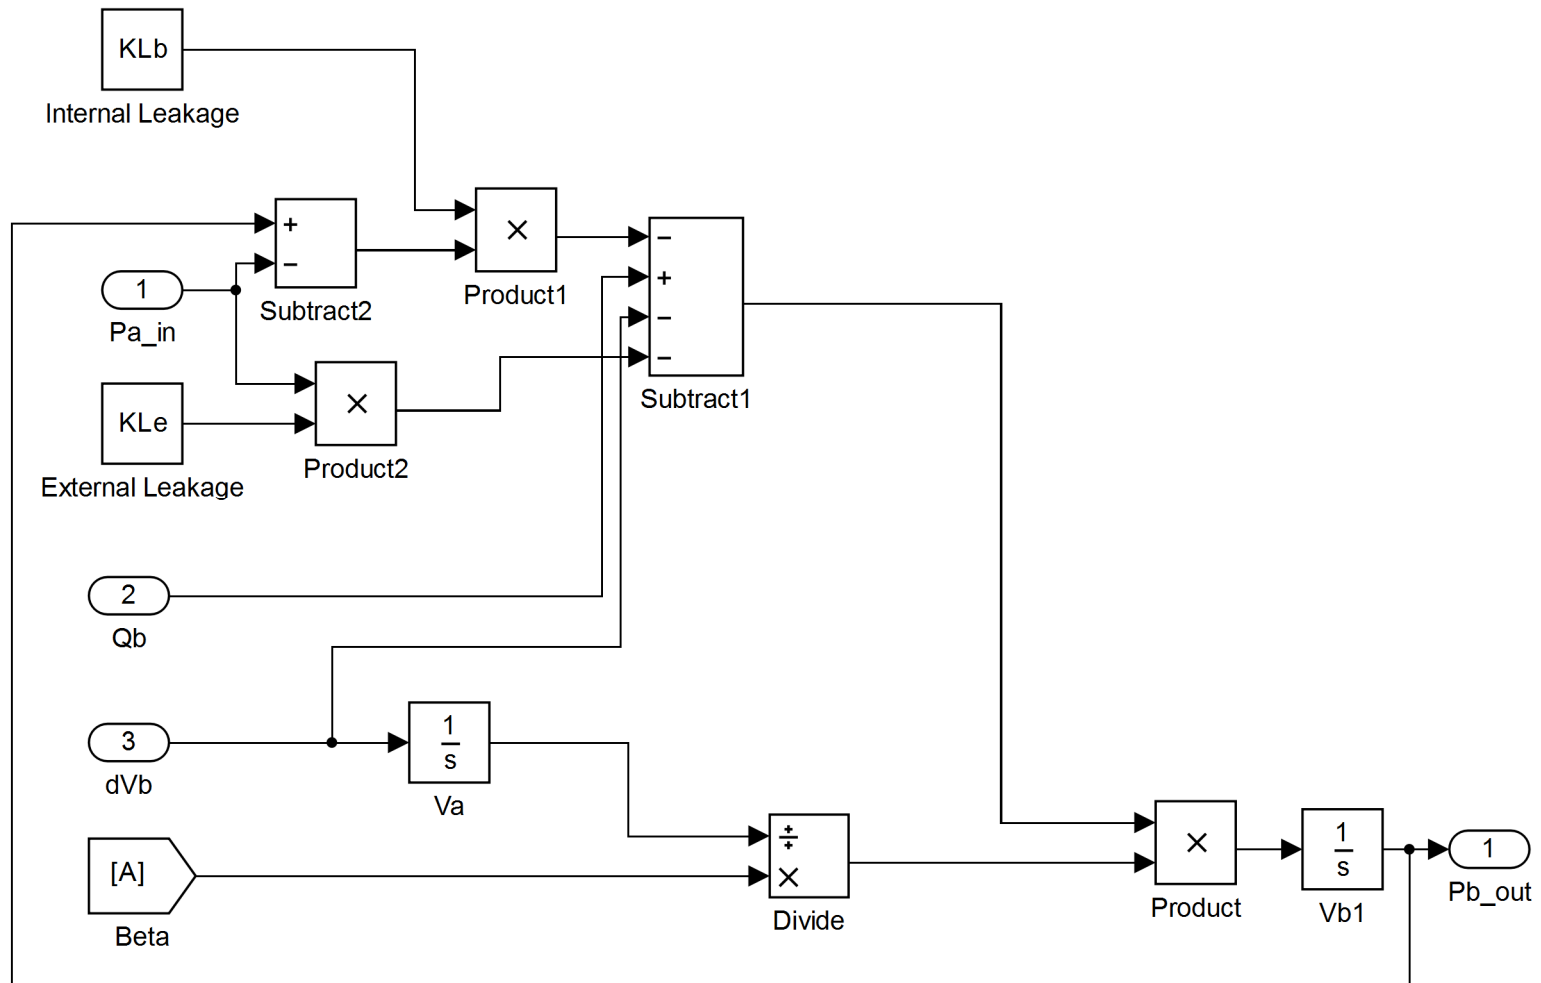 KLb
Internal Leakage
+
−
Subtract2
×
Product1
1
Pa_in
−
+
−
−
Subtract1
KLe
External Leakage
×
Product2
2
Qb
3
dVb
1
s
Va
[A]
Beta
÷
×
Divide
×
Product
1
s
Vb1
1
Pb_out